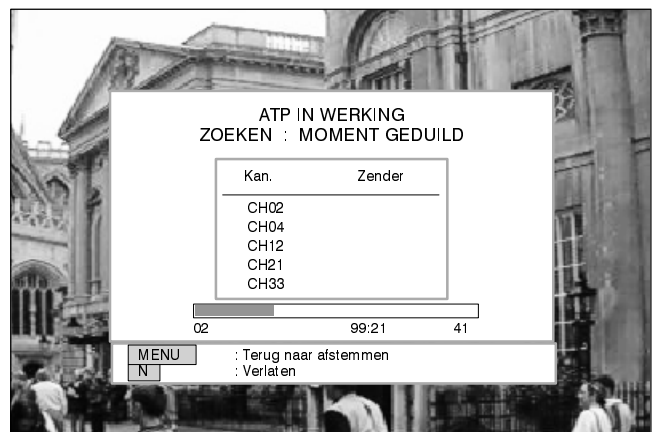 ATP IN WERKING
ZOEKEN : MOMENT GEDUILD
Kan. Zender
CH02
CH04
CH12
CH21
CH33
02 99:21 41
MENU : Terug naar afstemmen
N : Verlaten